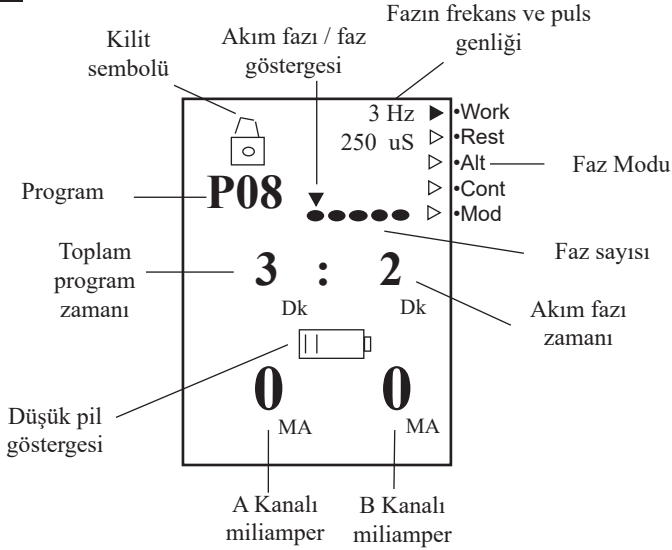 Fazın frekans ve puls
genliği
Kilit
sembolü
Akım fazı / faz
göstergesi
3 Hz
250 uS
•Work
•Rest
•Alt
•Cont
•Mod
Faz Modu
Program
P08
Faz sayısı
Toplam
program
zamanı
3 : 2
Dk
Dk
Akım fazı
zamanı
Düşük pil
göstergesi
0
MA
0
MA
A Kanalı
miliamper
B Kanalı
miliamper